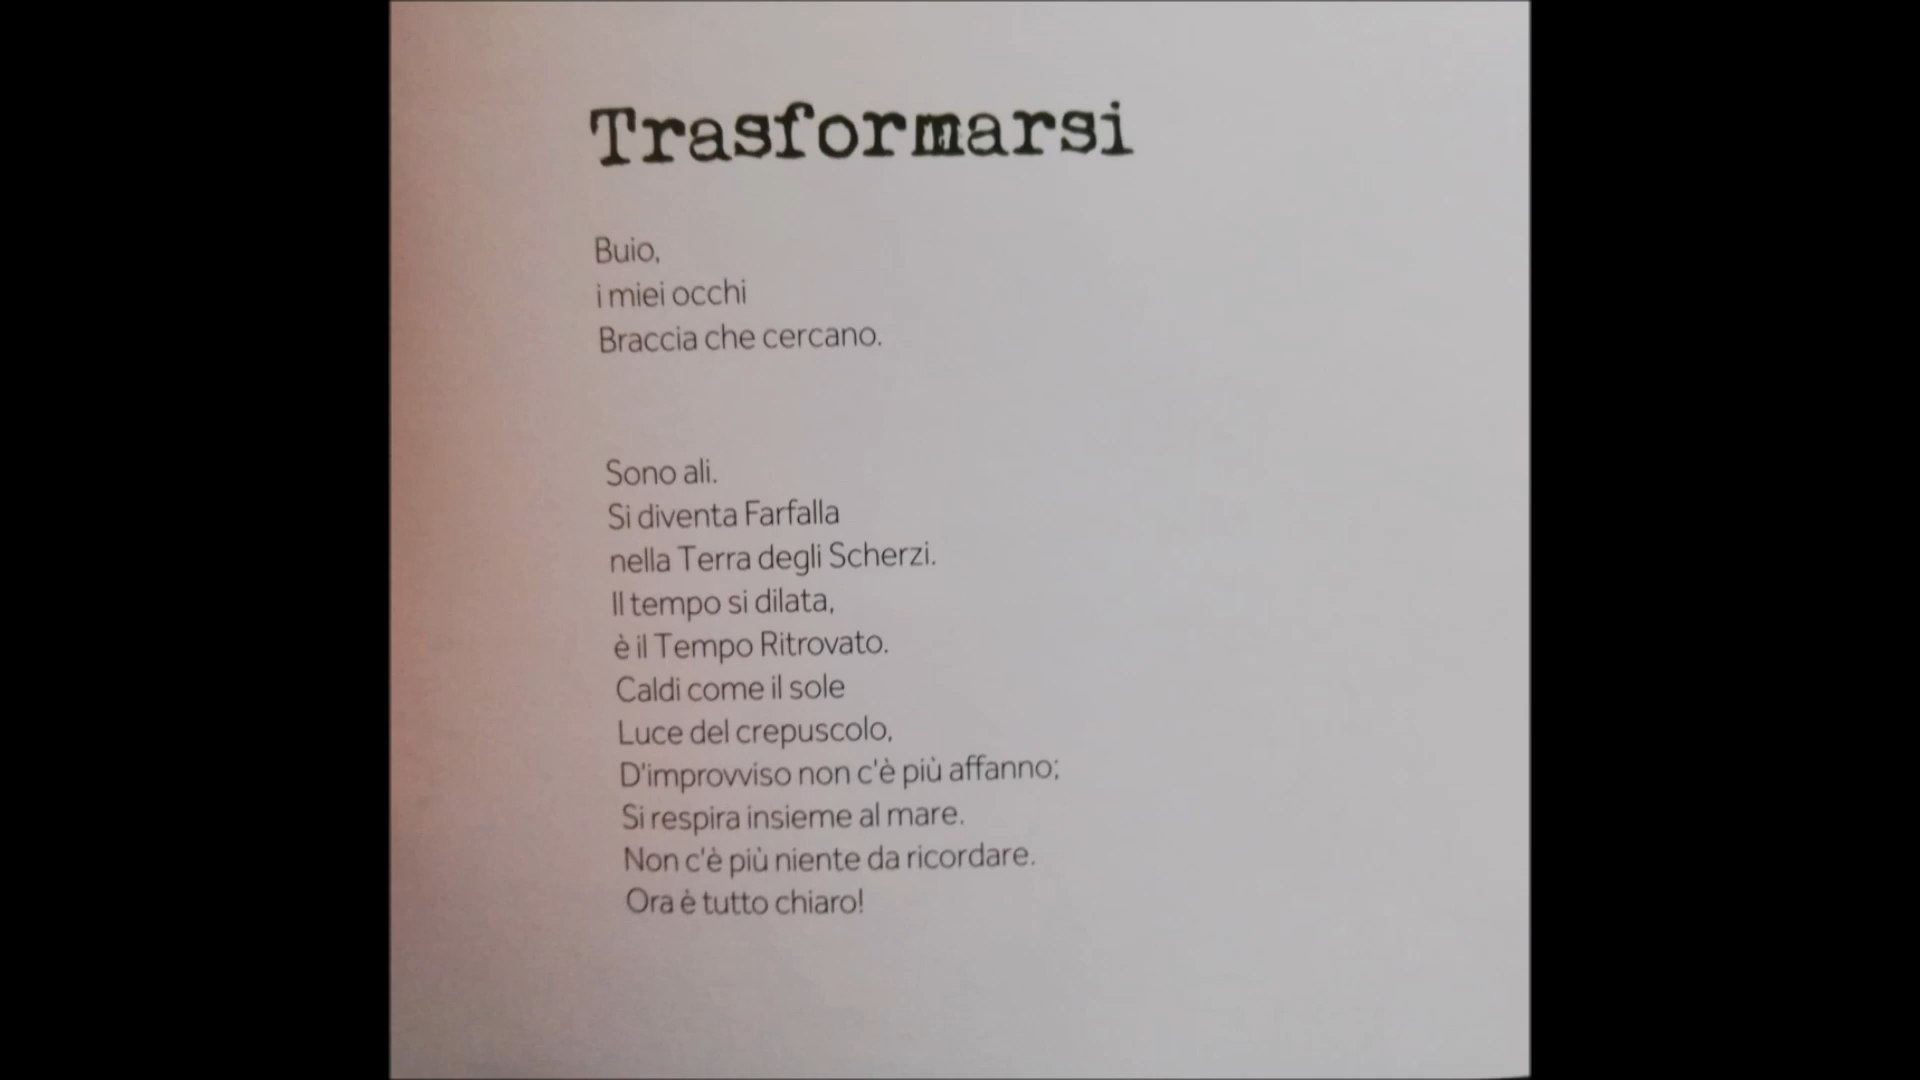 Trasformarsi
Buio,
i miei occhi
Braccia che cercano.
Sono ali.
Si diventa Farfalla
nella Terra degli Scherzi.
Il tempo si dilata,
è il Tempo Ritrovato.
Caldi come il sole
Luce del crepuscolo,
D'improvviso non c'è più affanno;
Si respira insieme al mare.
Non c'è più niente da ricordare.
Ora è tutto chiaro!